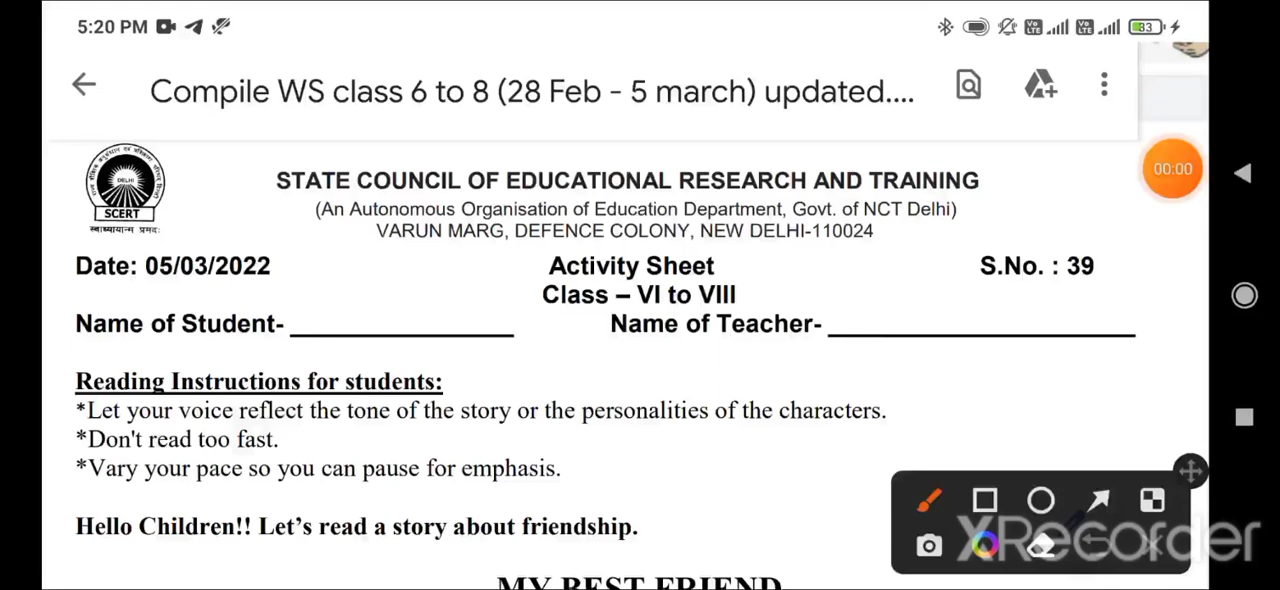 5:20 PM
33
Compile WS class 6 to 8 (28 Feb - 5 march) updated....
00:00
DELHI
SCERT
STATE COUNCIL OF EDUCATIONAL RESEARCH AND TRAINING
(An Autonomous Organisation of Education Department, Govt. of NCT Delhi)
VARUN MARG, DEFENCE COLONY, NEW DELHI-110024
Date: 05/03/2022 Activity Sheet S.No. : 39
Class – VI to VIII
Name of Student- Name of Teacher-
Reading Instructions for students:
*Let your voice reflect the tone of the story or the personalities of the characters.
*Don't read too fast.
*Vary your pace so you can pause for emphasis.
Hello Children!! Let's read a story about friendship.
XRecorder
MY BEST FRIEND